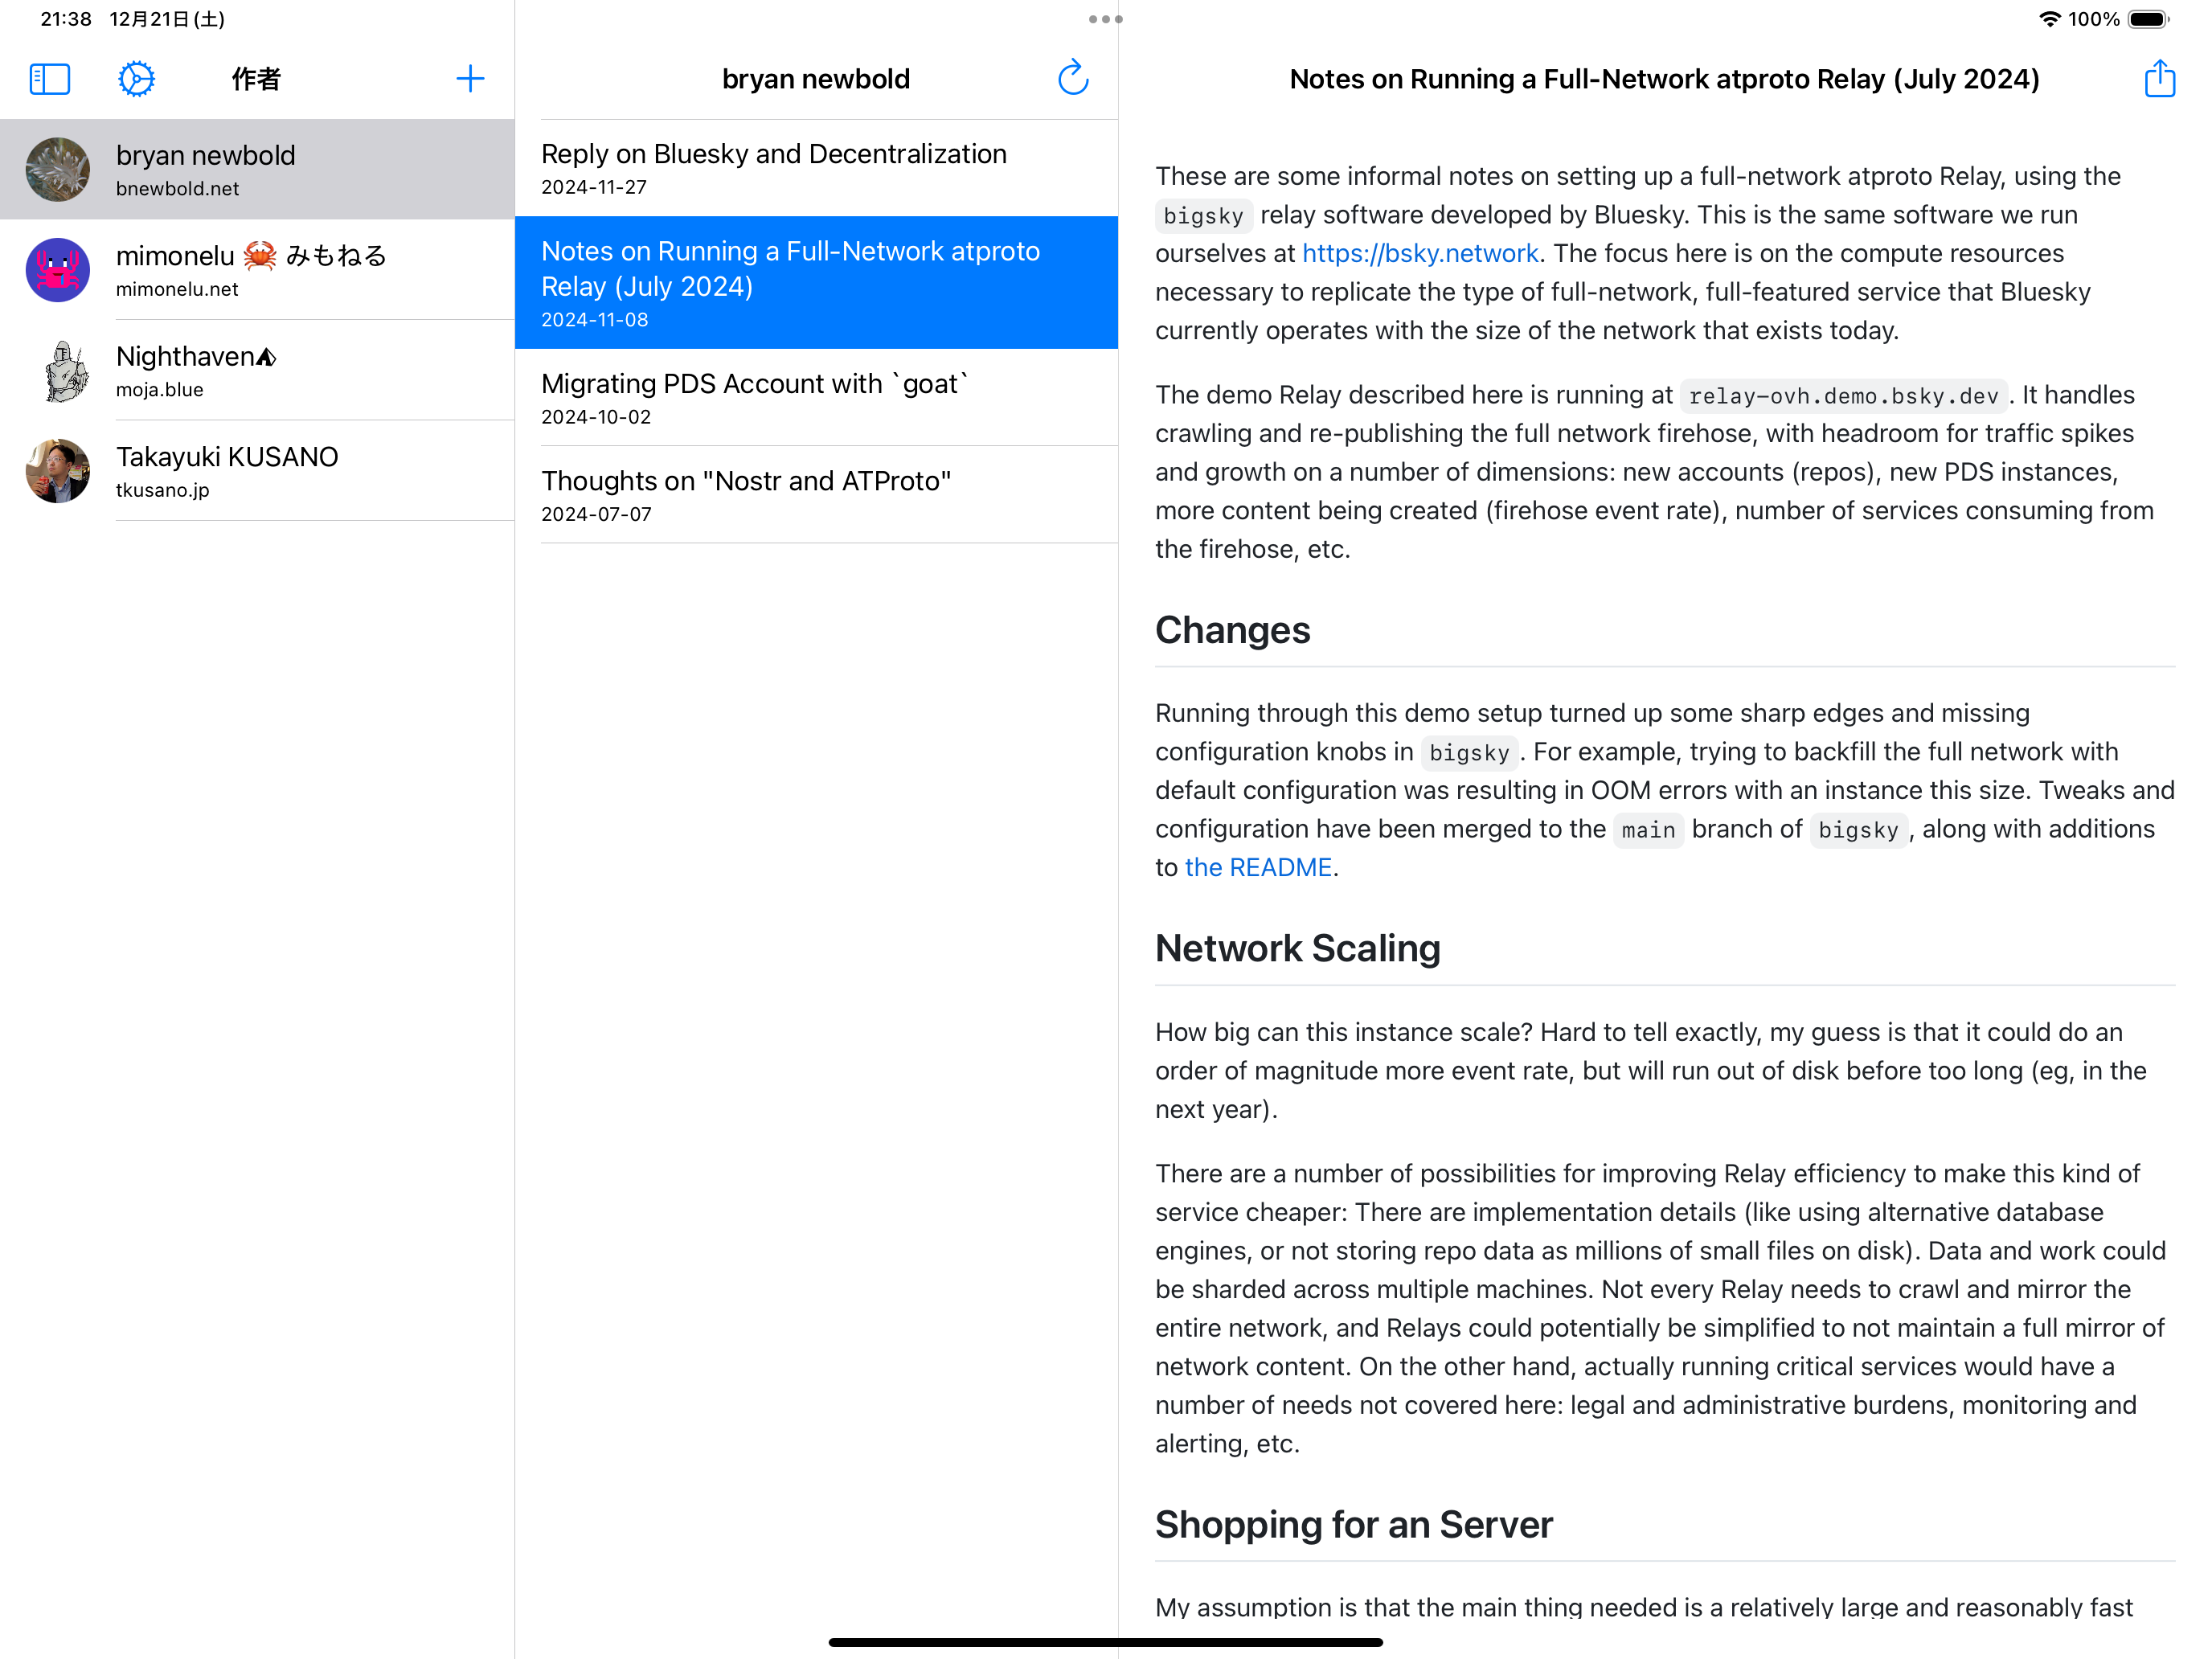 21:38 12月21日(土)
100%
作者
bryan newbold
bnewbold.net
mimonelu 🦀 みもねる
mimonelu.net
Nighthaven
moja.blue
Takayuki KUSANO
tkusano.jp
bryan newbold
Reply on Bluesky and Decentralization
2024-11-27
Notes on Running a Full-Network atproto
Relay (July 2024)
2024-11-08
Migrating PDS Account with `goat`
2024-10-02
Thoughts on "Nostr and ATProto"
2024-07-07
Notes on Running a Full-Network atproto Relay (July 2024)
These are some informal notes on setting up a full-network atproto Relay, using the
bigsky relay software developed by Bluesky. This is the same software we run
ourselves at https://bsky.network. The focus here is on the compute resources
necessary to replicate the type of full-network, full-featured service that Bluesky
currently operates with the size of the network that exists today.
The demo Relay described here is running at relay-ovh.demo.bsky.dev. It handles
crawling and re-publishing the full network firehose, with headroom for traffic spikes
and growth on a number of dimensions: new accounts (repos), new PDS instances,
more content being created (firehose event rate), number of services consuming from
the firehose, etc.
Changes
Running through this demo setup turned up some sharp edges and missing
configuration knobs in bigsky. For example, trying to backfill the full network with
default configuration was resulting in OOM errors with an instance this size. Tweaks and
configuration have been merged to the main branch of bigsky, along with additions
to the README.
Network Scaling
How big can this instance scale? Hard to tell exactly, my guess is that it could do an
order of magnitude more event rate, but will run out of disk before too long (eg, in the
next year).
There are a number of possibilities for improving Relay efficiency to make this kind of
service cheaper: There are implementation details (like using alternative database
engines, or not storing repo data as millions of small files on disk). Data and work could
be sharded across multiple machines. Not every Relay needs to crawl and mirror the
entire network, and Relays could potentially be simplified to not maintain a full mirror of
network content. On the other hand, actually running critical services would have a
number of needs not covered here: legal and administrative burdens, monitoring and
alerting, etc.
Shopping for an Server
My assumption is that the main thing needed is a relatively large and reasonably fast